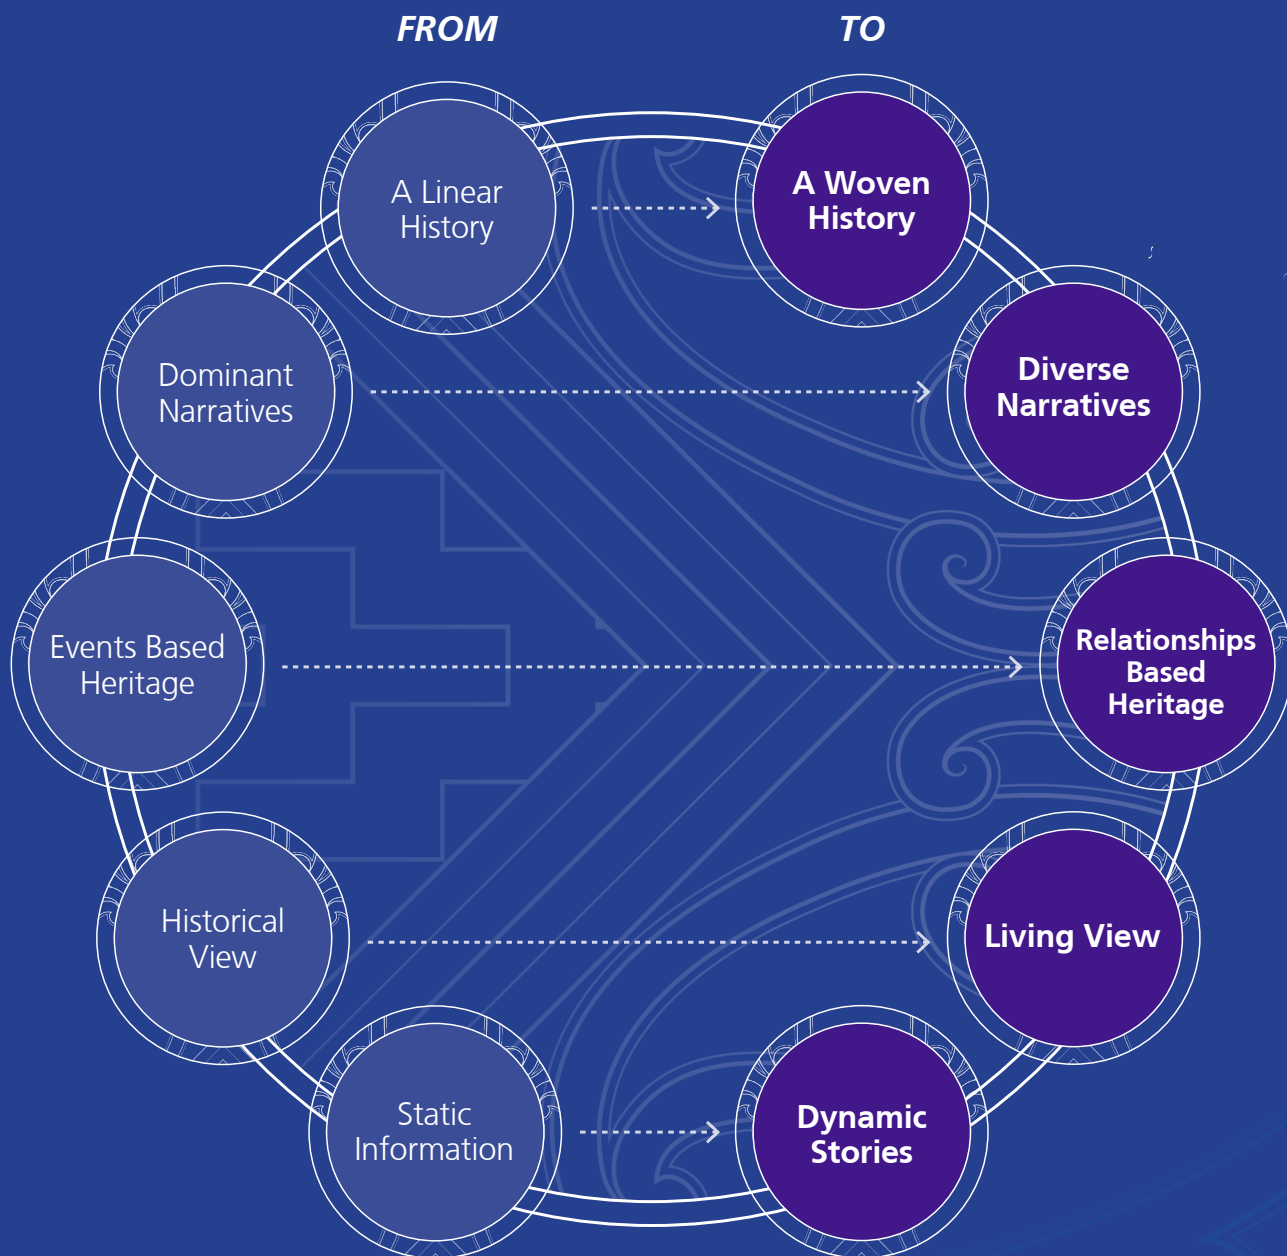 FROM
TO
A Linear
History
A Woven
History
Dominant
Narratives
Diverse
Narratives
Events Based
Heritage
Relationships
Based
Heritage
Historical
View
Living View
Static
Information
Dynamic
Stories